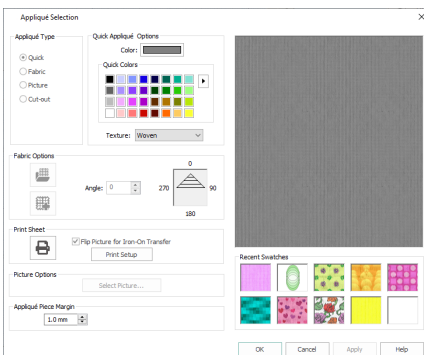 Appliqué Selection
Appliqué Type
Quick
Fabric
Picture
Cut-out
Quick Appliqué Options
Color:
Quick Colors
Texture: Woven
Fabric Options
Angle: 0
0
270
90
180
Print Sheet
Flip Picture for Iron-On Transfer
Print Setup
Picture Options
Select Picture...
Appliqué Piece Margin
1.0 mm
Recent Swatches
OK Cancel Apply Help